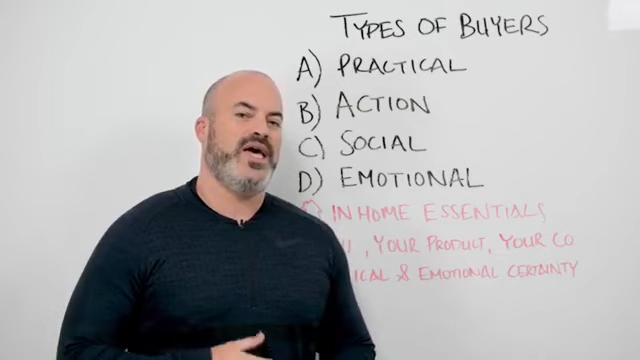 TYPES OF BUYERS
A) PRACTICAL
B) ACTION
C) SOCIAL
D) EMOTIONAL
IN HOME ESSENTIALS
, YOUR PRODUCT, YOUR CO
& EMOTIONAL CERTAINTY